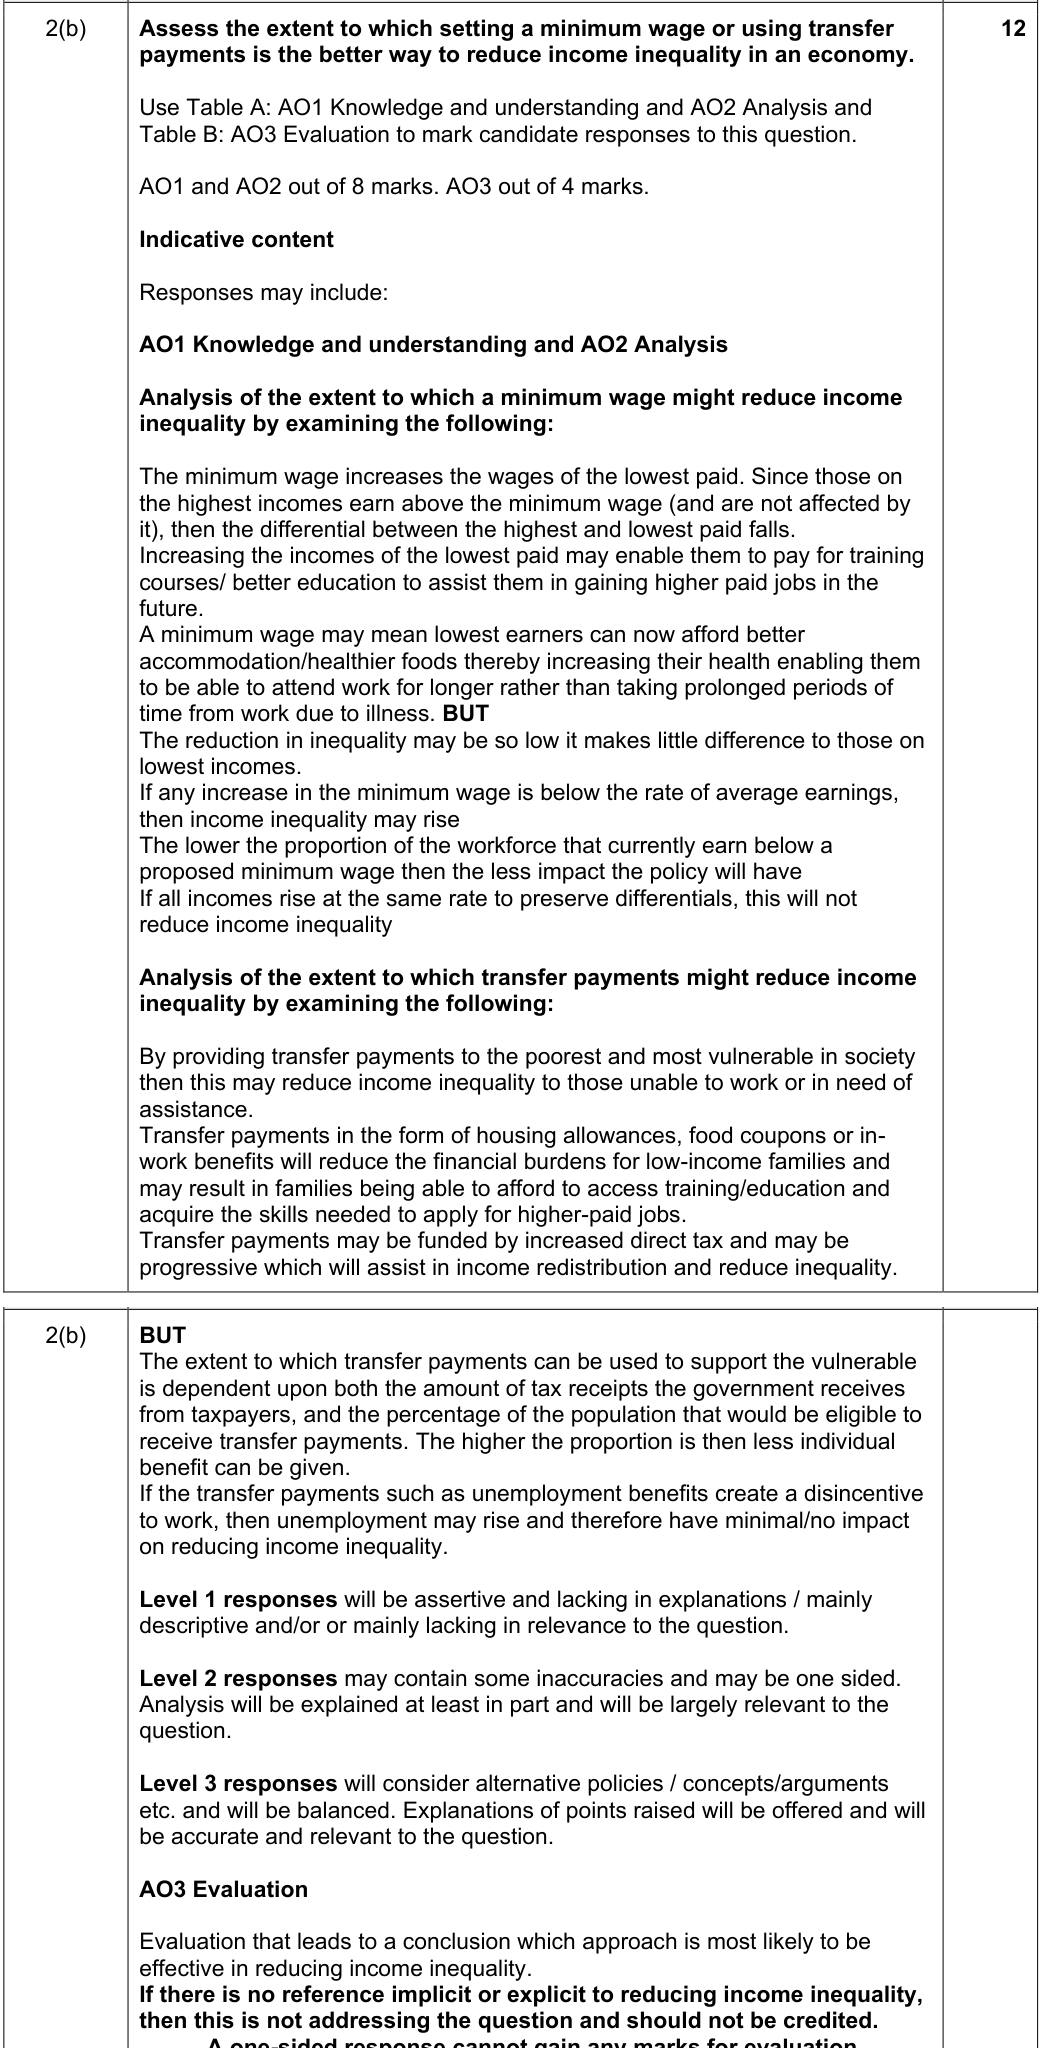 2(b)
Assess the extent to which setting a minimum wage or using transfer
payments is the better way to reduce income inequality in an economy.
12
Use Table A: AO1 Knowledge and understanding and AO2 Analysis and
Table B: AO3 Evaluation to mark candidate responses to this question.
AO1 and AO2 out of 8 marks. AO3 out of 4 marks.
Indicative content
Responses may include:
AO1 Knowledge and understanding and AO2 Analysis
Analysis of the extent to which a minimum wage might reduce income
inequality by examining the following:
The minimum wage increases the wages of the lowest paid. Since those on
the highest incomes earn above the minimum wage (and are not affected by
it), then the differential between the highest and lowest paid falls.
Increasing the incomes of the lowest paid may enable them to pay for training
courses/ better education to assist them in gaining higher paid jobs in the
future.
A minimum wage may mean lowest earners can now afford better
accommodation/healthier foods thereby increasing their health enabling them
to be able to attend work for longer rather than taking prolonged periods of
time from work due to illness. BUT
The reduction in inequality may be so low it makes little difference to those on
lowest incomes.
If any increase in the minimum wage is below the rate of average earnings,
then income inequality may rise
The lower the proportion of the workforce that currently earn below a
proposed minimum wage then the less impact the policy will have
If all incomes rise at the same rate to preserve differentials, this will not
reduce income inequality
Analysis of the extent to which transfer payments might reduce income
inequality by examining the following:
By providing transfer payments to the poorest and most vulnerable in society
then this may reduce income inequality to those unable to work or in need of
assistance.
Transfer payments in the form of housing allowances, food coupons or in-
work benefits will reduce the financial burdens for low-income families and
may result in families being able to afford to access training/education and
acquire the skills needed to apply for higher-paid jobs.
Transfer payments may be funded by increased direct tax and may be
progressive which will assist in income redistribution and reduce inequality.
2(b)
BUT
The extent to which transfer payments can be used to support the vulnerable
is dependent upon both the amount of tax receipts the government receives
from taxpayers, and the percentage of the population that would be eligible to
receive transfer payments. The higher the proportion is then less individual
benefit can be given.
If the transfer payments such as unemployment benefits create a disincentive
to work, then unemployment may rise and therefore have minimal/no impact
on reducing income inequality.
Level 1 responses will be assertive and lacking in explanations / mainly
descriptive and/or or mainly lacking in relevance to the question.
Level 2 responses may contain some inaccuracies and may be one sided.
Analysis will be explained at least in part and will be largely relevant to the
question.
Level 3 responses will consider alternative policies / concepts/arguments
etc. and will be balanced. Explanations of points raised will be offered and will
be accurate and relevant to the question.
AO3 Evaluation
Evaluation that leads to a conclusion which approach is most likely to be
effective in reducing income inequality.
If there is no reference implicit or explicit to reducing income inequality,
then this is not addressing the question and should not be credited.
A one-sided response cannot gain any marks for evaluation